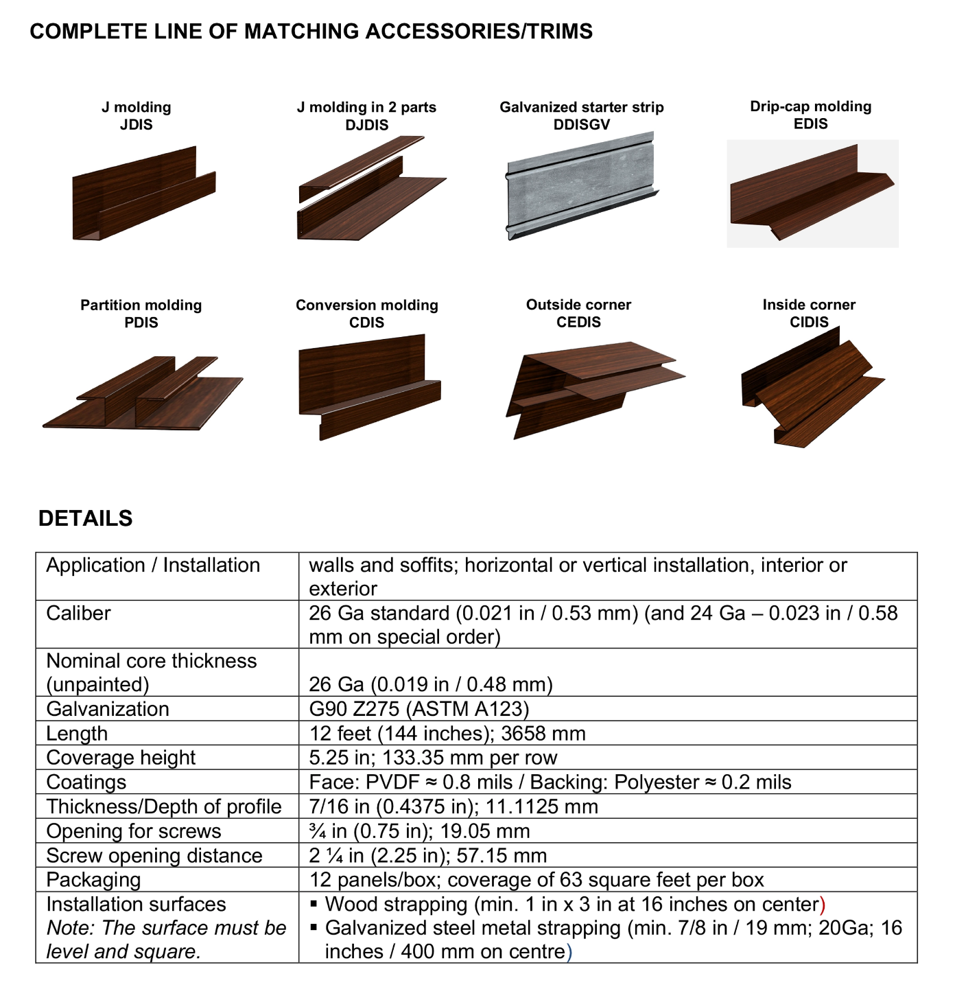 COMPLETE LINE OF MATCHING ACCESSORIES/TRIMS
J molding
JDIS
J molding in 2 parts
DJDIS
Galvanized starter strip
DDISGV
Drip-cap molding
EDIS
Partition molding
PDIS
Conversion molding
CDIS
Outside corner
CEDIS
Inside corner
CIDIS
DETAILS
Application / Installation
walls and soffits; horizontal or vertical installation, interior or
exterior
Caliber
26 Ga standard (0.021 in / 0.53 mm) (and 24 Ga – 0.023 in / 0.58
mm on special order)
Nominal core thickness
(unpainted)
26 Ga (0.019 in / 0.48 mm)
Galvanization
G90 Z275 (ASTM A123)
Length
12 feet (144 inches); 3658 mm
Coverage height
5.25 in; 133.35 mm per row
Coatings
Face: PVDF ≈ 0.8 mils / Backing: Polyester ≈ 0.2 mils
Thickness/Depth of profile
7/16 in (0.4375 in); 11.1125 mm
Opening for screws
¾ in (0.75 in); 19.05 mm
Screw opening distance
2 ¼ in (2.25 in); 57.15 mm
Packaging
12 panels/box; coverage of 63 square feet per box
Installation surfaces
Note: The surface must be
level and square.
▪ Wood strapping (min. 1 in x 3 in at 16 inches on center)
▪ Galvanized steel metal strapping (min. 7/8 in / 19 mm; 20Ga; 16
inches / 400 mm on centre)